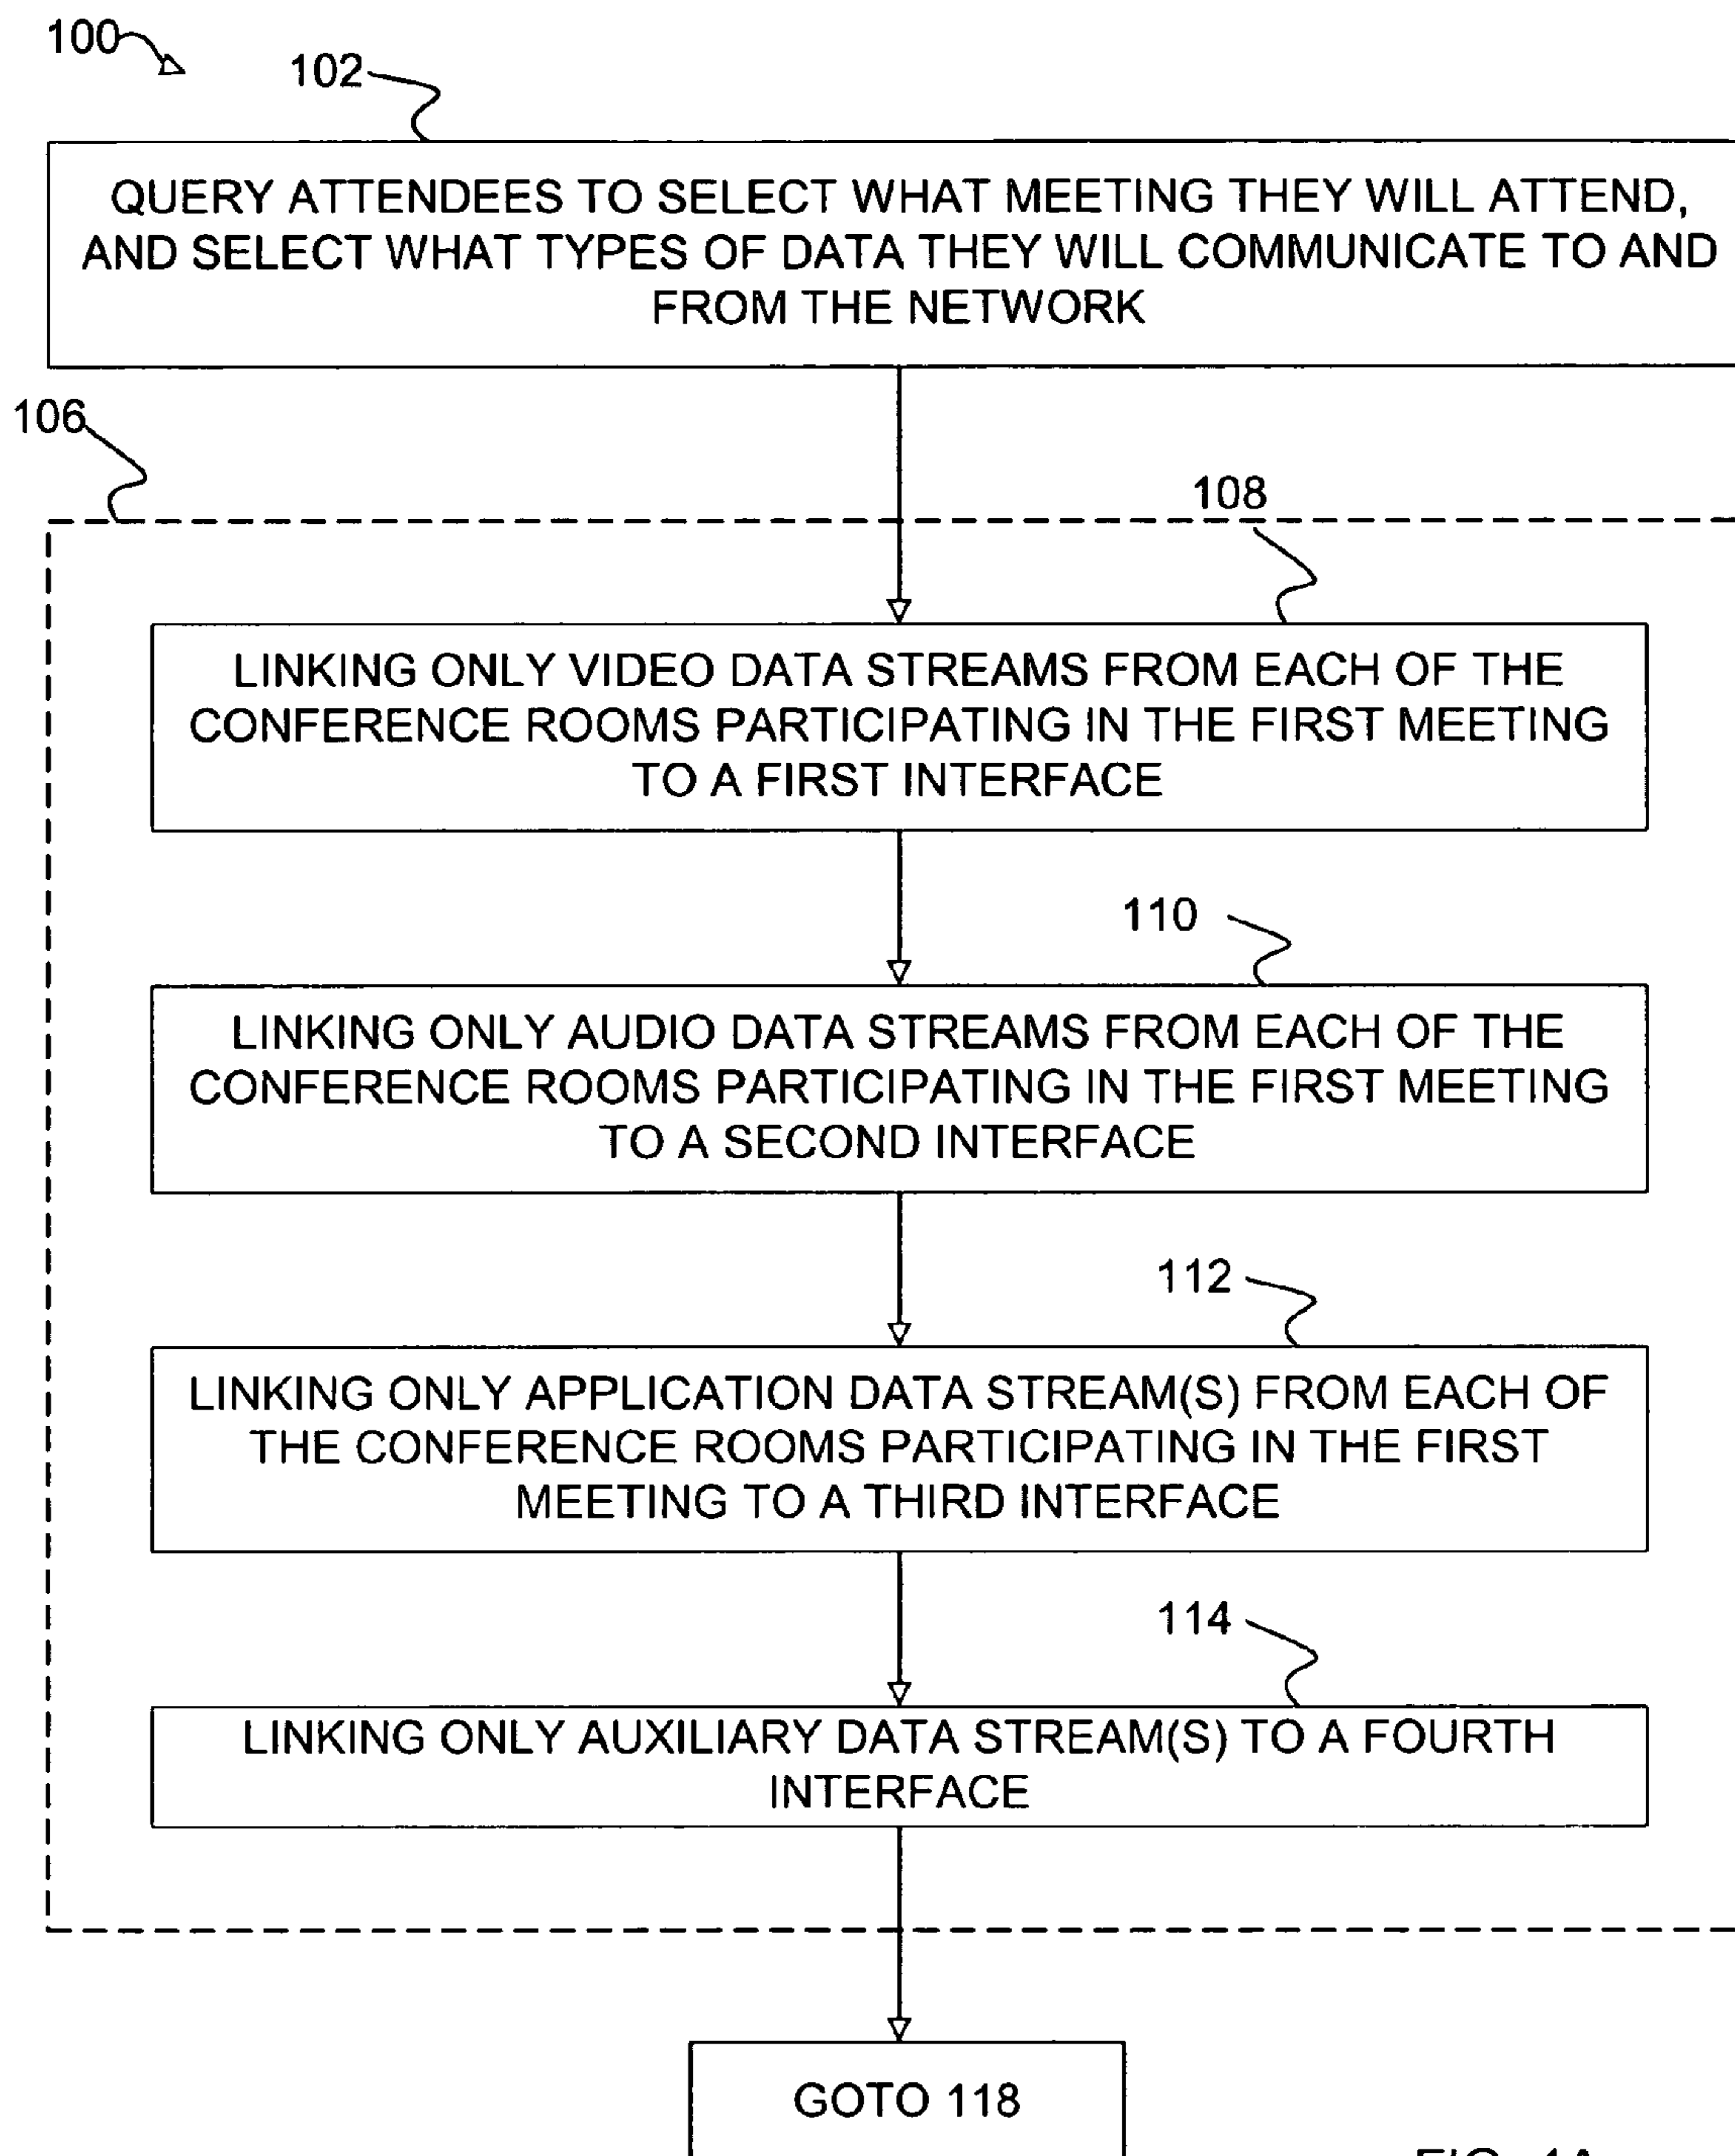 100
102
QUERY ATTENDEES TO SELECT WHAT MEETING THEY WILL ATTEND,
AND SELECT WHAT TYPES OF DATA THEY WILL COMMUNICATE TO AND
FROM THE NETWORK
106
108
LINKING ONLY VIDEO DATA STREAMS FROM EACH OF THE
CONFERENCE ROOMS PARTICIPATING IN THE FIRST MEETING
TO A FIRST INTERFACE
110
LINKING ONLY AUDIO DATA STREAMS FROM EACH OF THE
CONFERENCE ROOMS PARTICIPATING IN THE FIRST MEETING
TO A SECOND INTERFACE
112
LINKING ONLY APPLICATION DATA STREAM(S) FROM EACH OF
THE CONFERENCE ROOMS PARTICIPATING IN THE FIRST
MEETING TO A THIRD INTERFACE
114
LINKING ONLY AUXILIARY DATA STREAM(S) TO A FOURTH
INTERFACE
GOTO 118